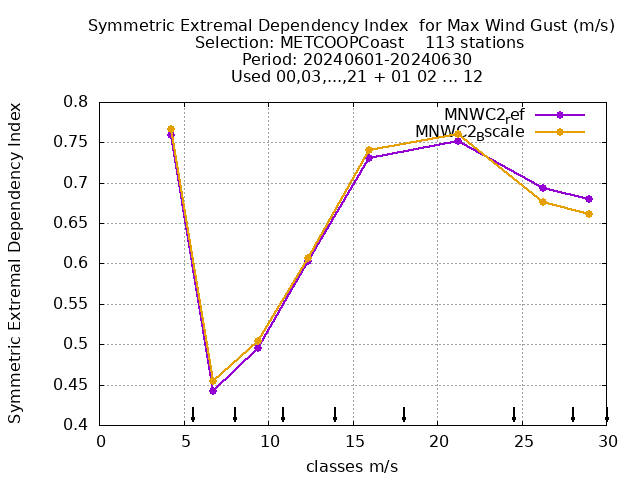 Symmetric Extremal Dependency Index  for Max Wind Gust (m/s)
Selection: METCOOPCoast    113 stations
Period: 20240601-20240630
Used 00,03,...,21 + 01 02 ... 12
MNWC2ref
MNWC2Bscale
Symmetric Extremal Dependency Index
0.8
0.75
0.7
0.65
0.6
0.55
0.5
0.45
0.4
0 5 10 15 20 25 30
classes m/s